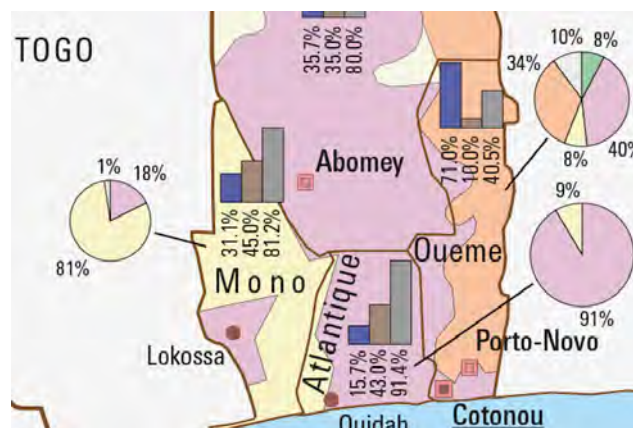 TOGO
35.7%
35.0%
80.0%
10%
8%
34%
40%
8%
71.0%
10.0%
40.5%
Abomey
1%
18%
81%
31.1%
45.0%
81.2%
9%
91%
Oueme
Mono
Atlantique
15.7%
43.0%
91.4%
Lokossa
Porto-Novo
Ouidah
Cotonou